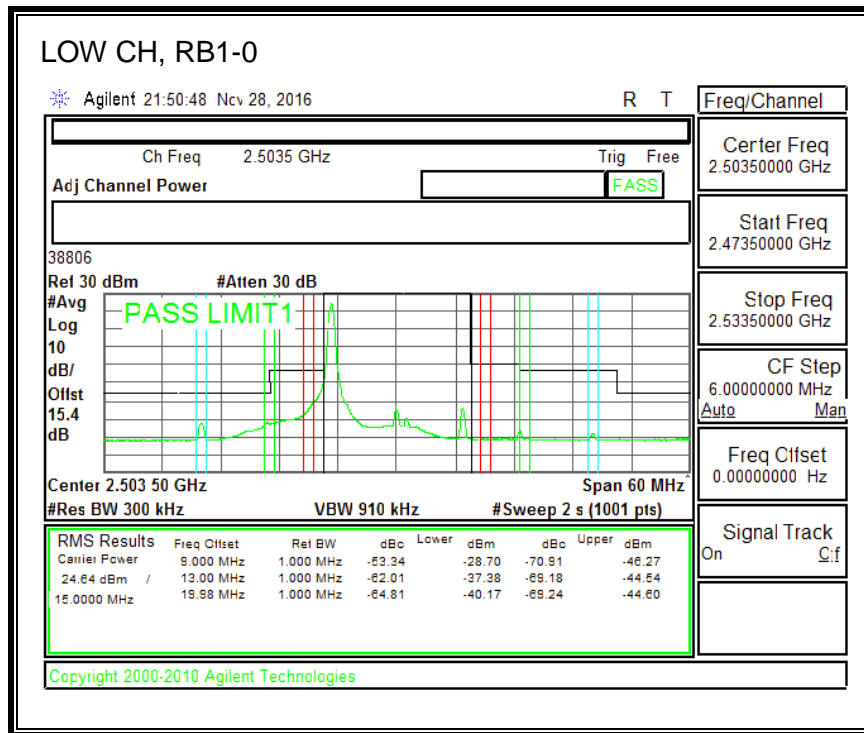 LOW CH, RB1-0
Agilent 21:50:48 Nov 28, 2016 R T
Freq/Channel
Ch Freq 2.5035 GHz Trig Free
Adj Channel Power PASS
Center Freq
2.50350000 GHz
Start Freq
2.47350000 GHz
Stop Freq
2.53350000 GHz
CF Step
6.00000000 MHz
Auto Man
Freq Offset
0.00000000 Hz
Signal Track
On Off
38806
Ref 30 dBm #Atten 30 dB
#Avg
Log
10
dB/
Offst
15.4
dB
PASS LIMIT1
Center 2.503 50 GHz Span 60 MHz
#Res BW 300 kHz VBW 910 kHz #Sweep 2 s (1001 pts)
RMS Results Freq Offset Ref BW dBc Lower dBm dBc Upper dBm
Carrier Power 9.000 MHz 1.000 MHz -53.34 -28.70 -70.91 -46.27
24.64 dBm / 13.00 MHz 1.000 MHz -62.01 -37.38 -69.18 -44.54
15.0000 MHz 19.98 MHz 1.000 MHz -64.81 -40.17 -69.24 -44.60
Copyright 2000-2010 Agilent Technologies